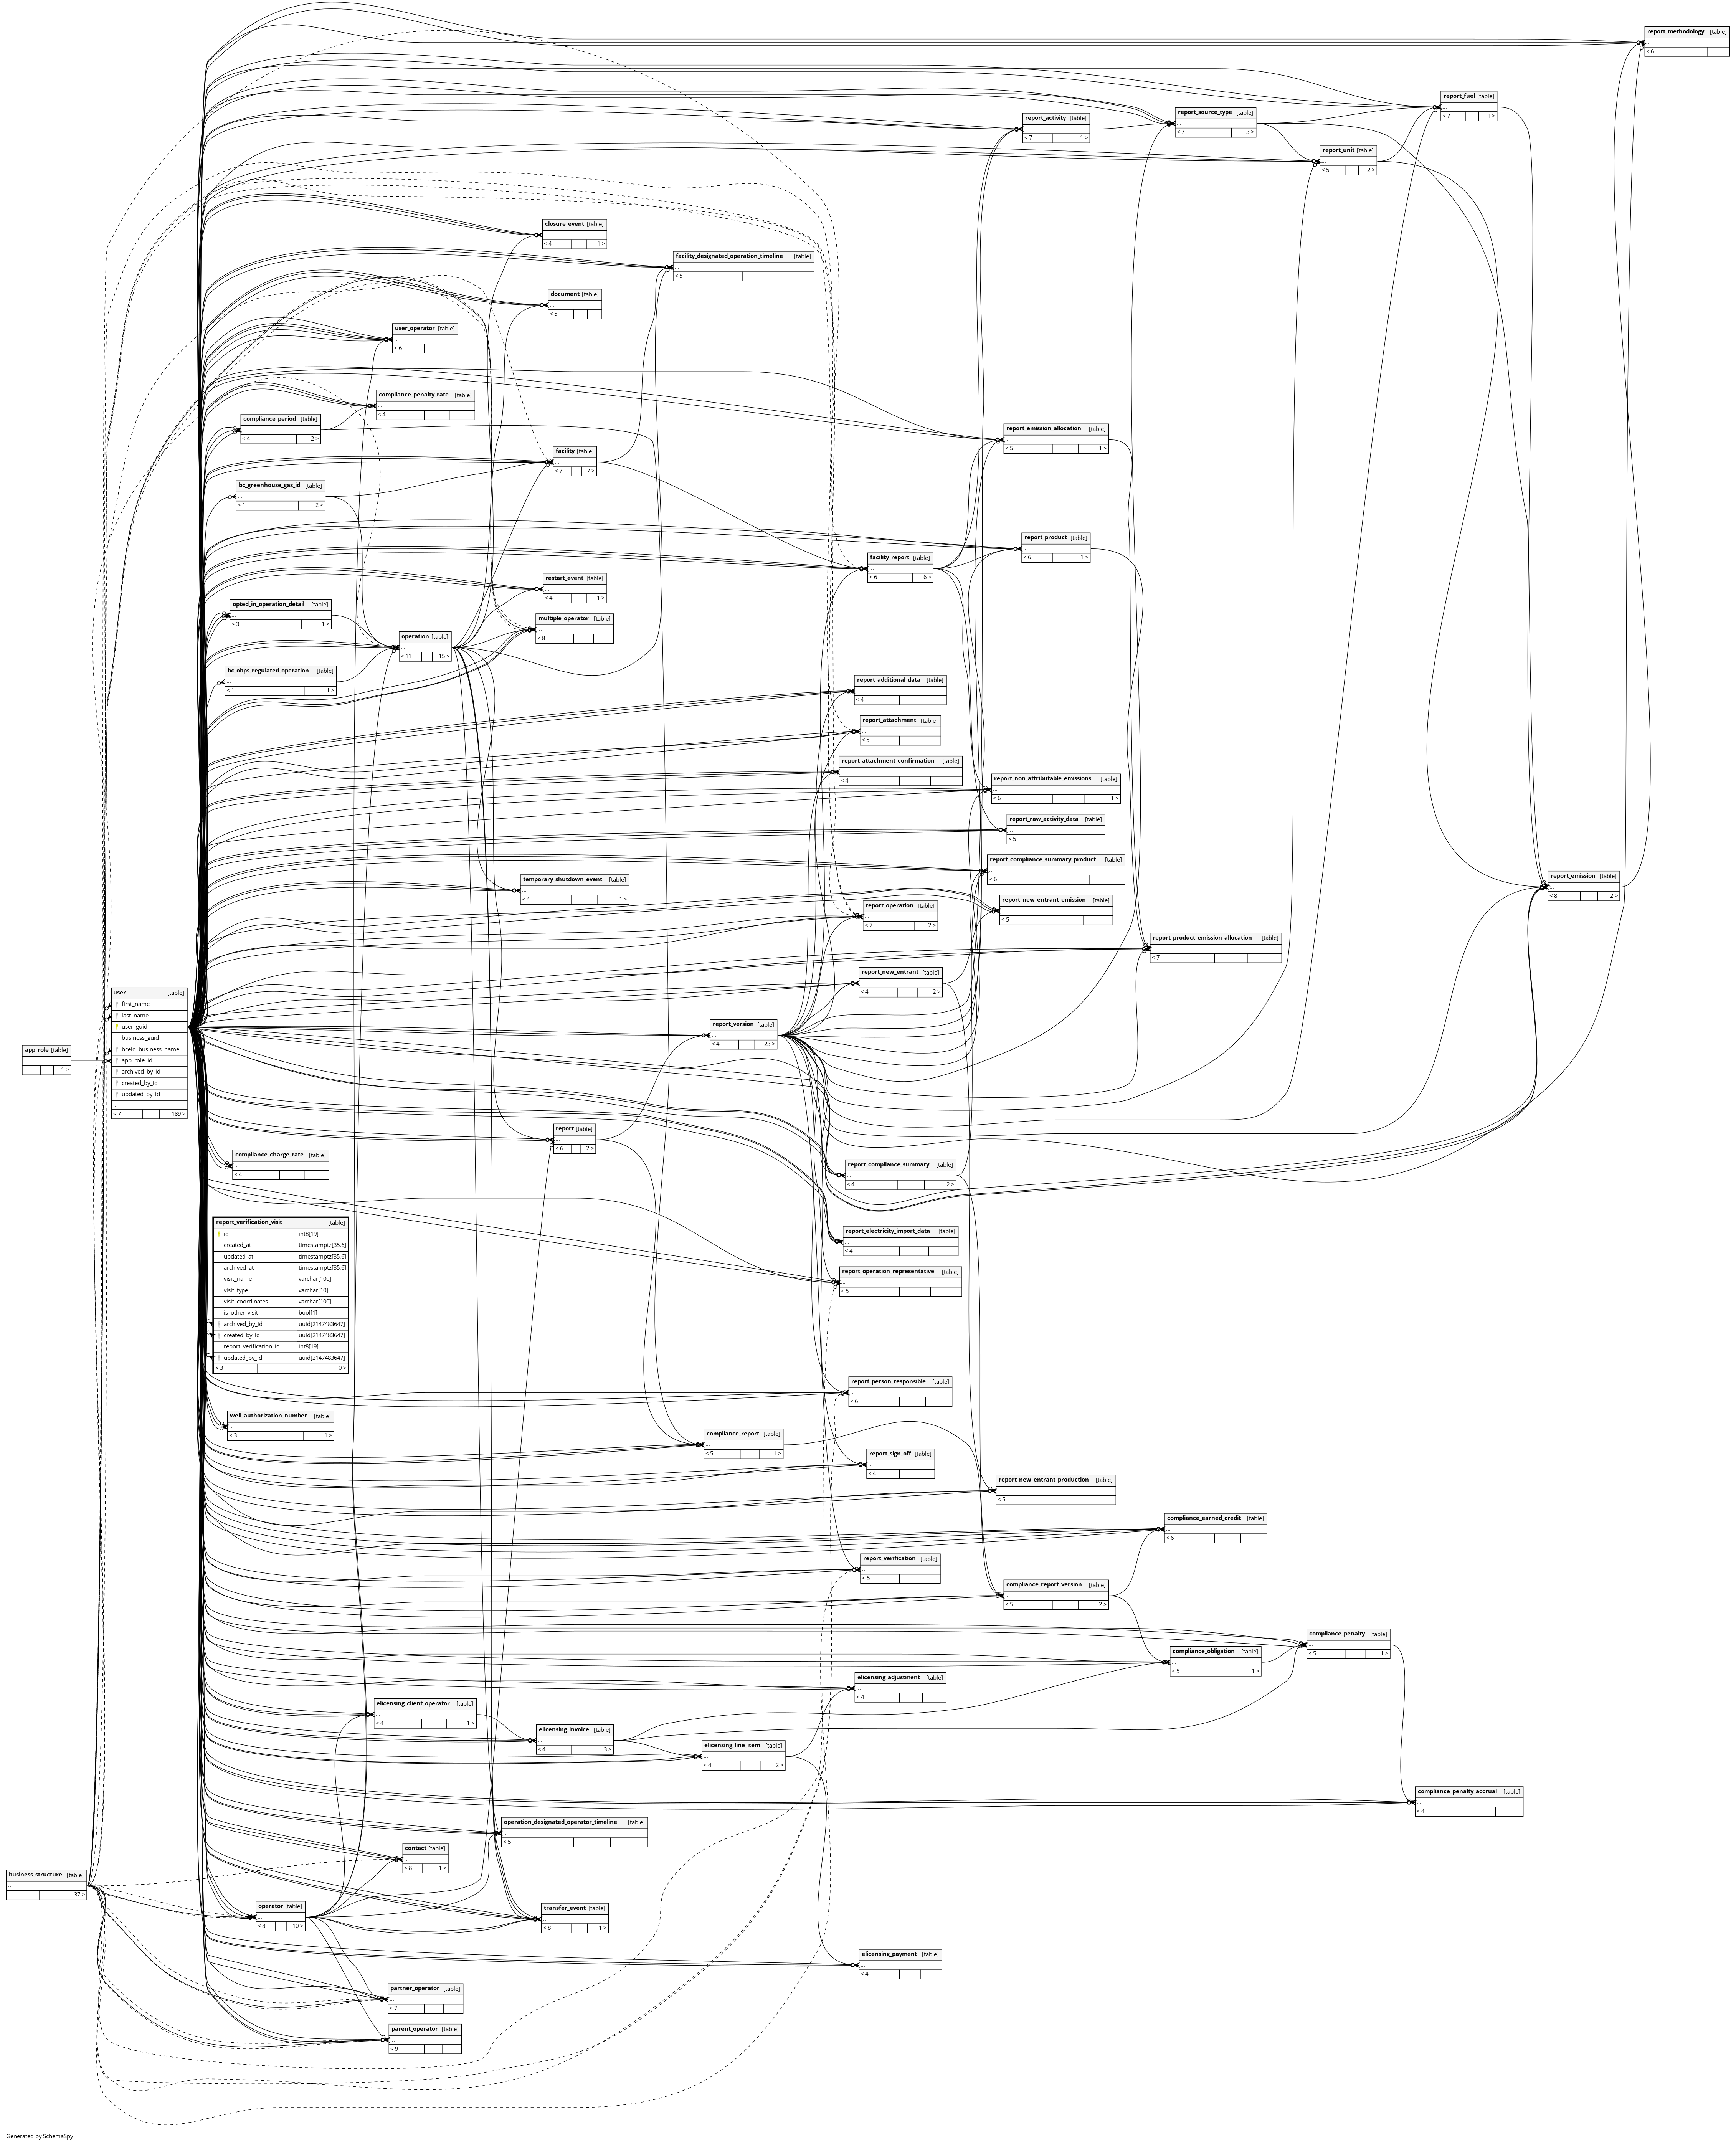 report_methodology [table]
...
< 6
report_fuel [table]
...
< 7 1 >
report_source_type [table]
...
< 7 3 >
report_activity [table]
...
< 7 1 >
report_unit [table]
...
< 5 2 >
closure_event [table]
...
< 4 1 >
facility_designated_operation_timeline [table]
...
< 5
document [table]
...
< 5
user_operator [table]
...
< 6
compliance_penalty_rate [table]
...
< 4
compliance_period [table]
...
< 4 2 >
report_emission_allocation [table]
...
< 5 1 >
facility [table]
...
< 7 7 >
bc_greenhouse_gas_id [table]
...
< 1 2 >
report_product [table]
...
< 6 1 >
facility_report [table]
...
< 6 6 >
restart_event [table]
...
< 4 1 >
opted_in_operation_detail [table]
...
< 3 1 >
multiple_operator [table]
...
< 8
operation [table]
...
< 11 15 >
bc_obps_regulated_operation [table]
...
< 1 1 >
report_additional_data [table]
...
< 4
report_attachment [table]
...
< 5
report_attachment_confirmation [table]
...
< 4
report_non_attributable_emissions [table]
...
< 6 1 >
report_raw_activity_data [table]
...
< 5
report_compliance_summary_product [table]
...
< 6
temporary_shutdown_event [table]
...
< 4 1 >
report_emission [table]
...
< 8 2 >
report_new_entrant_emission [table]
...
< 5
report_operation [table]
...
< 7 2 >
report_product_emission_allocation [table]
...
< 7
report_new_entrant [table]
...
< 4 2 >
user [table]
first_name
last_name
user_guid
business_guid
bceid_business_name
app_role_id
archived_by_id
created_by_id
updated_by_id
...
< 7 189 >
report_version [table]
...
< 4 23 >
app_role [table]
...
1 >
report [table]
...
< 6 2 >
compliance_charge_rate [table]
...
< 4
report_compliance_summary [table]
...
< 4 2 >
report_verification_visit [table]
id int8[19]
created_at timestamptz[35,6]
updated_at timestamptz[35,6]
archived_at timestamptz[35,6]
visit_name varchar[100]
visit_type varchar[10]
visit_coordinates varchar[100]
is_other_visit bool[1]
archived_by_id uuid[2147483647]
created_by_id uuid[2147483647]
report_verification_id int8[19]
updated_by_id uuid[2147483647]
< 3 0 >
report_electricity_import_data [table]
...
< 4
report_operation_representative [table]
...
< 5
report_person_responsible [table]
...
< 6
well_authorization_number [table]
...
< 3 1 >
compliance_report [table]
...
< 5 1 >
report_sign_off [table]
...
< 4
report_new_entrant_production [table]
...
< 5
compliance_earned_credit [table]
...
< 6
report_verification [table]
...
< 5
compliance_report_version [table]
...
< 5 2 >
compliance_penalty [table]
...
< 5 1 >
compliance_obligation [table]
...
< 5 1 >
elicensing_adjustment [table]
...
< 4
elicensing_client_operator [table]
...
< 4 1 >
elicensing_invoice [table]
...
< 4 3 >
elicensing_line_item [table]
...
< 4 2 >
compliance_penalty_accrual [table]
...
< 4
operation_designated_operator_timeline [table]
...
< 5
contact [table]
...
< 8 1 >
business_structure [table]
...
37 >
operator [table]
...
< 8 10 >
transfer_event [table]
...
< 8 1 >
elicensing_payment [table]
...
< 4
partner_operator [table]
...
< 7
parent_operator [table]
...
< 9
Generated by SchemaSpy